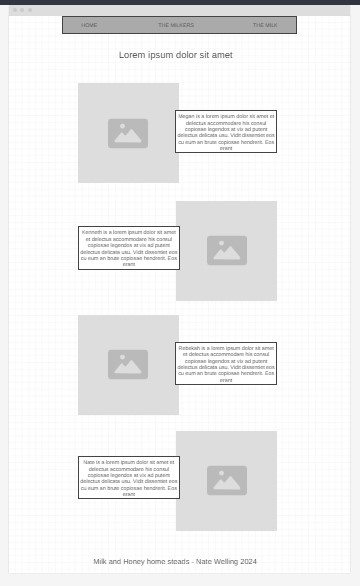 HOME THE MILKERS THE MILK
Lorem ipsum dolor sit amet
Megan is a lorem ipsum dolor sit amet et
delectus accommodare his consul
copiosae legendos at vix ad putent
delectus calicata usu. Vidit dissentiet eos
cu eum an brute copiosae hendrerit. Eos
erant
Kenneth is a lorem ipsum dolor sit amet
et delectus accommodare his consul
copiosae legendos at vix ad putent
delectus calicata usu. Vidit dissentiet eos
cu eum an brute copiosae hendrerit. Eos
erant
Rebekah is a lorem ipsum dolor sit amet
et delectus accommodare his consul
copiosae legendos at vix ad putent
delectus calicata usu. Vidit dissentiet eos
cu eum an brute copiosae hendrerit. Eos
erant
Nate is a lorem ipsum dolor sit amet et
delectus accommodare his consul
copiosae legendos at vix ad putent
delectus calicata usu. Vidit dissentiet eos
cu eum an brute copiosae hendrerit. Eos
erant
Milk and Honey home steads - Nate Welling 2024